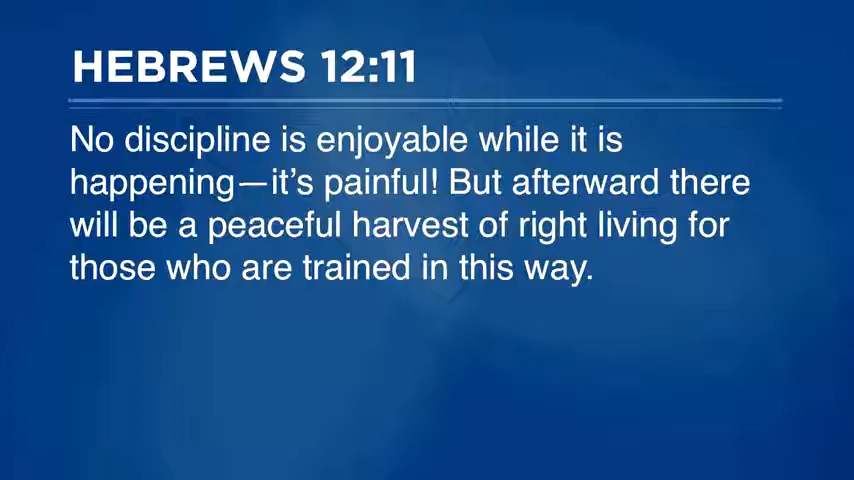 HEBREWS 12:11
No discipline is enjoyable while it is
happening—it’s painful! But afterward there
will be a peaceful harvest of right living for
those who are trained in this way.